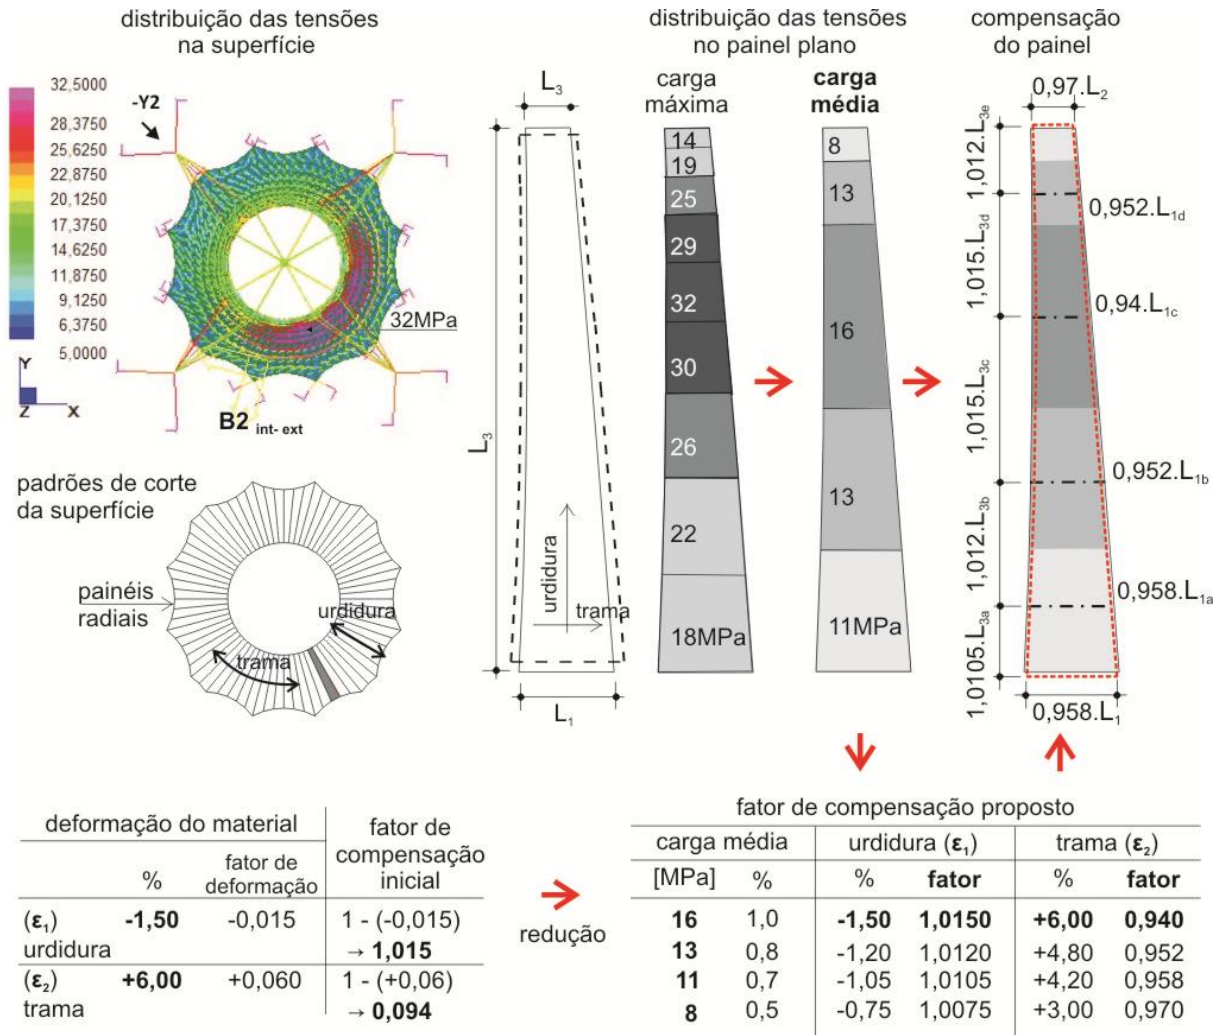 distribuição das tensões
na superfície
32,5000
28,3750
25,6250
22,8750
20,1250
17,3750
14,6250
11,8750
9,1250
6,3750
5,0000
-Y2
32MPa
Y
Z X
B2 int- ext
padrões de corte
da superfície
painéis
radiais
urdidura
trama
L3
L3
urdidura
trama
L1
distribuição das tensões
no painel plano
carga
máxima
14
19
25
29
32
30
26
22
18MPa
carga
média
8
13
16
13
11MPa
compensação
do painel
0,97.L2
1,012.L3e
0,952.L1d
1,015.L3d
0,94.L1c
1,015.L3c
0,952.L1b
1,012.L3b
0,958.L1a
1,0105.L3a
0,958.L1
deformação do material
fator de
compensação
inicial
%
fator de
deformação
(ε1)
urdidura
-1,50
-0,015
1 - (-0,015)
→ 1,015
(ε2)
trama
+6,00
+0,060
1 - (+0,06)
→ 0,094
redução
fator de compensação proposto
carga média urdidura (ε1) trama (ε2)
[MPa] % % fator % fator
16 1,0 -1,50 1,0150 +6,00 0,940
13 0,8 -1,20 1,0120 +4,80 0,952
11 0,7 -1,05 1,0105 +4,20 0,958
8 0,5 -0,75 1,0075 +3,00 0,970